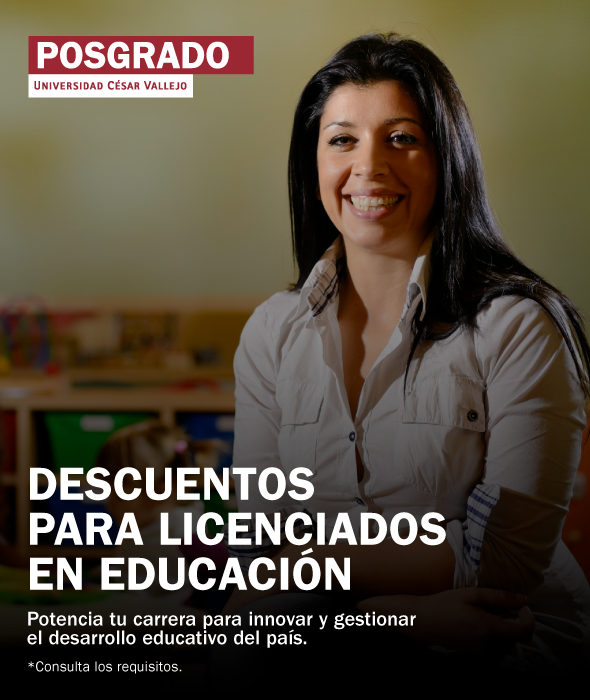 POSGRADO
UNIVERSIDAD CÉSAR VALLEJO
DESCUENTOS
PARA LICENCIADOS
EN EDUCACIÓN
Potencia tu carrera para innovar y gestionar
el desarrollo educativo del país.
*Consulta los requisitos.